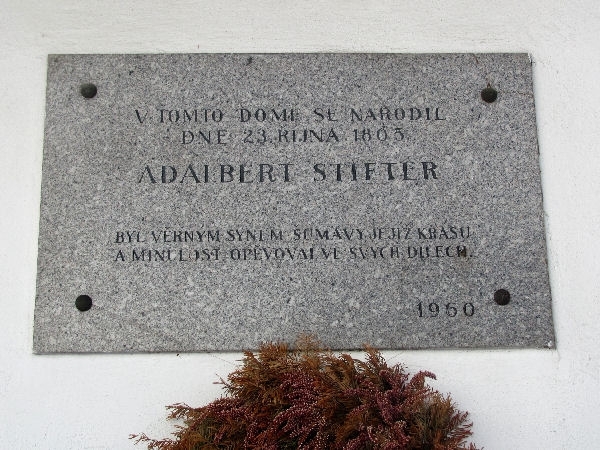 V TOMTO DOMĚ SE NARODIL
DNE 23. ŘÍJNA 1805
ADALBERT STIFTER
BYL VĚRNÝM SYNEM ŠUMAVY, JEJÍŽ KRÁSU
A MINULOST OPĚVOVAL VE SVÝCH DÍLECH.
1960